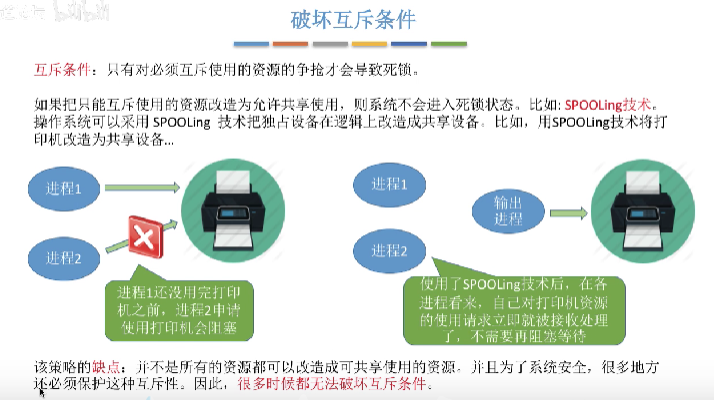 破坏互斥条件
互斥条件：只有对必须互斥使用的资源的争抢才会导致死锁。
如果把只能互斥使用的资源改造为允许共享使用，则系统不会进入死锁状态。比如: SPOOLing技术。
操作系统可以采用 SPOOLing 技术把独占设备在逻辑上改造成共享设备。比如，用SPOOLing技术将打
印机改造为共享设备...
进程1
进程2
进程1还没用完打印
机之前，进程2申请
使用打印机会阻塞
进程1
进程2
输出
进程
使用了SPOOLing技术后，在各
进程看来，自己对打印机资源
的使用请求立即就被接收处理
了，不需要再阻塞等待
该策略的缺点：并不是所有的资源都可以改造成可共享使用的资源。并且为了系统安全，很多地方
还必须保护这种互斥性。因此，很多时候都无法破坏互斥条件。